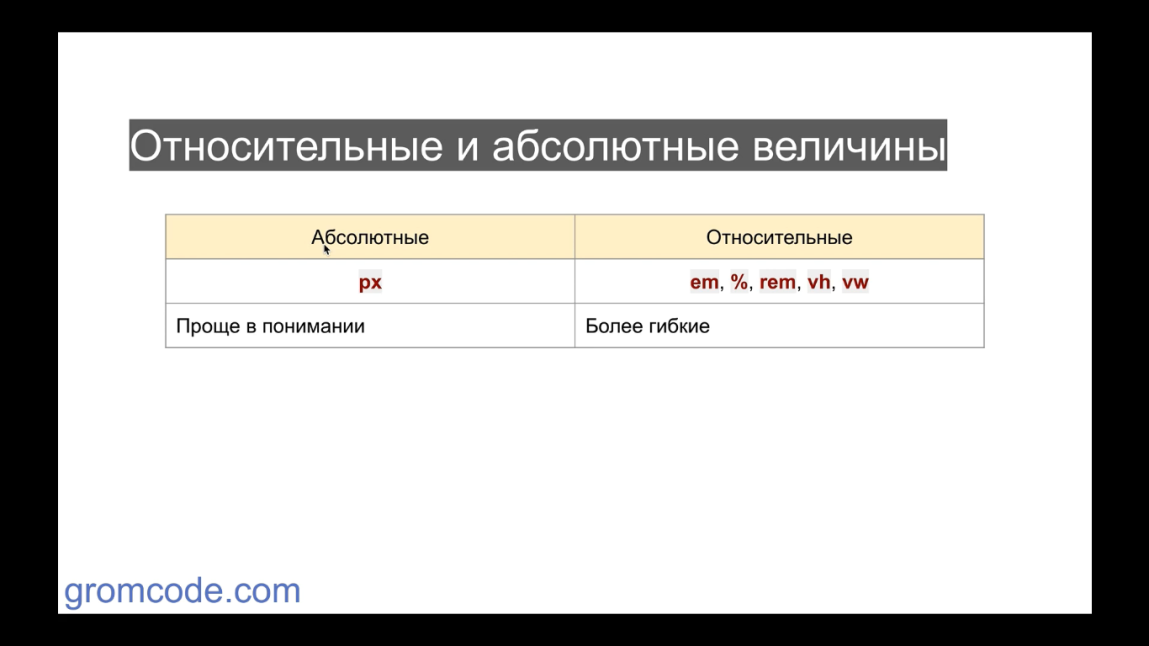 Относительные и абсолютные величины
Абсолютные Относительные
px em, %, rem, vh, vw
Проще в понимании Более гибкие
gromcode.com